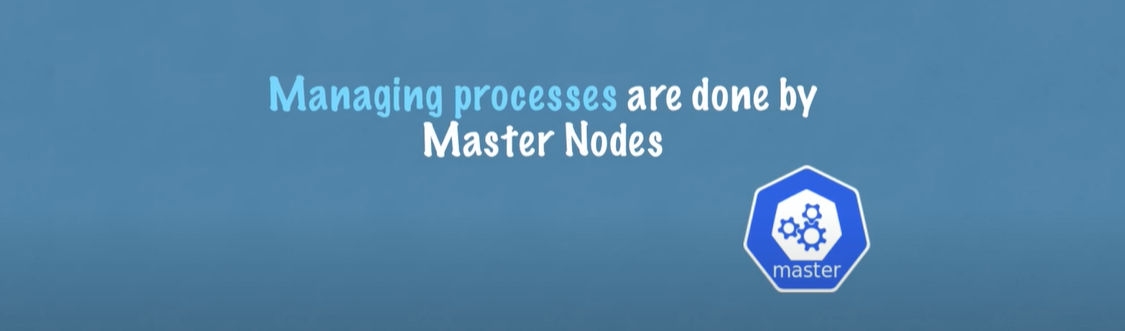 Managing processes are done by
Master Nodes
master